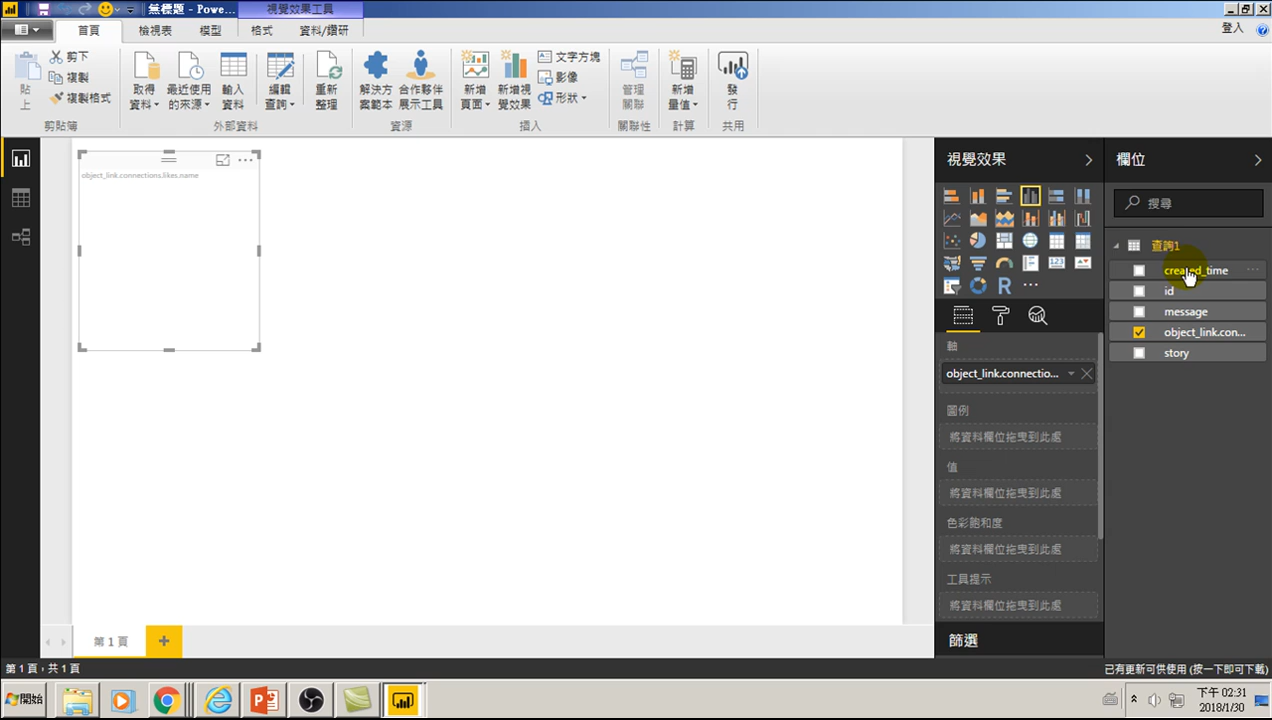 無標題 - Powe...
視覺效果工具
首頁
檢視表
模型
格式
資料/鑽研
登入
貼上
剪下
複製
複製格式
取得資料
最近使用的來源
輸入資料
編輯查詢
重新整理
解決方案範本
合作夥伴展示工具
新增頁面
新增視覺效果
文字方塊
影像
形狀
管理關聯
新增量值
發行
剪貼簿
外部資料
資源
插入
關聯性
計算
共用
object_link.connections.likes.name
視覺效果
軸
object_link.connectio...
圖例
將資料欄位拖曳到此處
值
將資料欄位拖曳到此處
色彩飽和度
將資料欄位拖曳到此處
工具提示
將資料欄位拖曳到此處
篩選
欄位
搜尋
查詢1
created_time
id
message
object_link.con...
story
第 1 頁
第 1 頁，共 1 頁
已有更新可供使用 (按一下即可下載)
開始
下午 02:31
2018/1/30